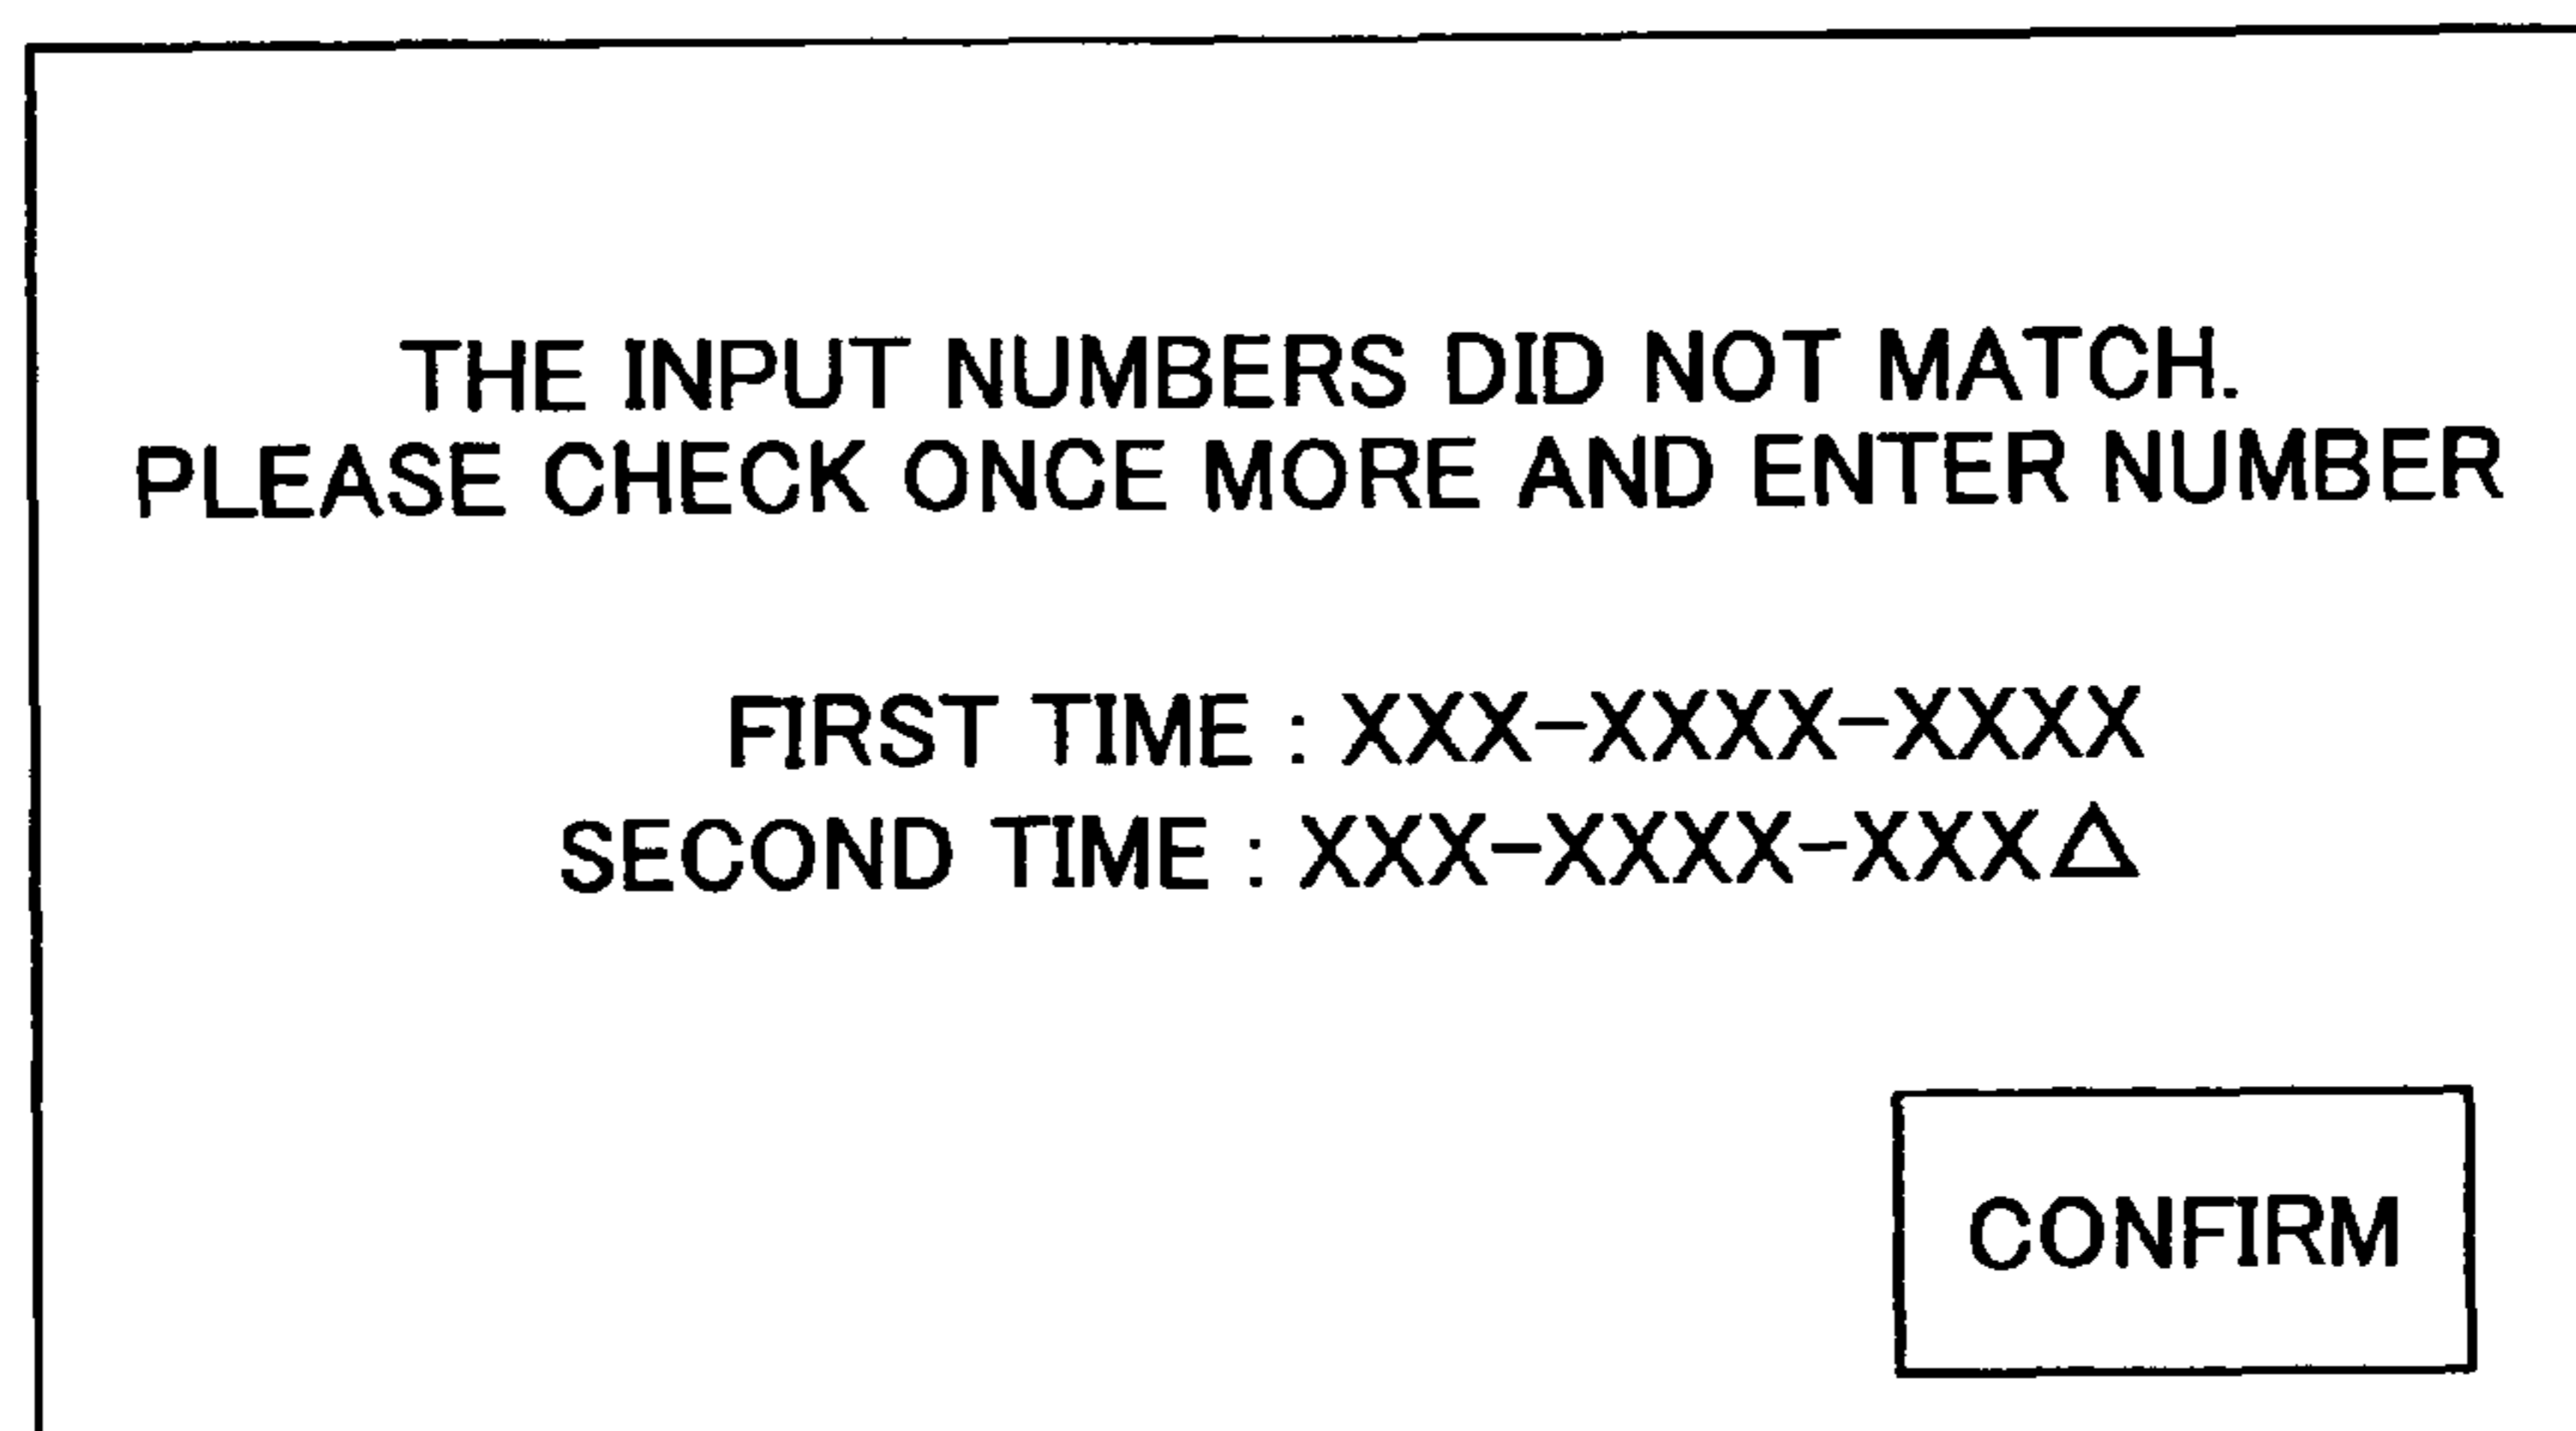 THE INPUT NUMBERS DID NOT MATCH.
PLEASE CHECK ONCE MORE AND ENTER NUMBER
FIRST TIME : XXX-XXXX-XXXX
SECOND TIME : XXX-XXXX-XXX△
CONFIRM